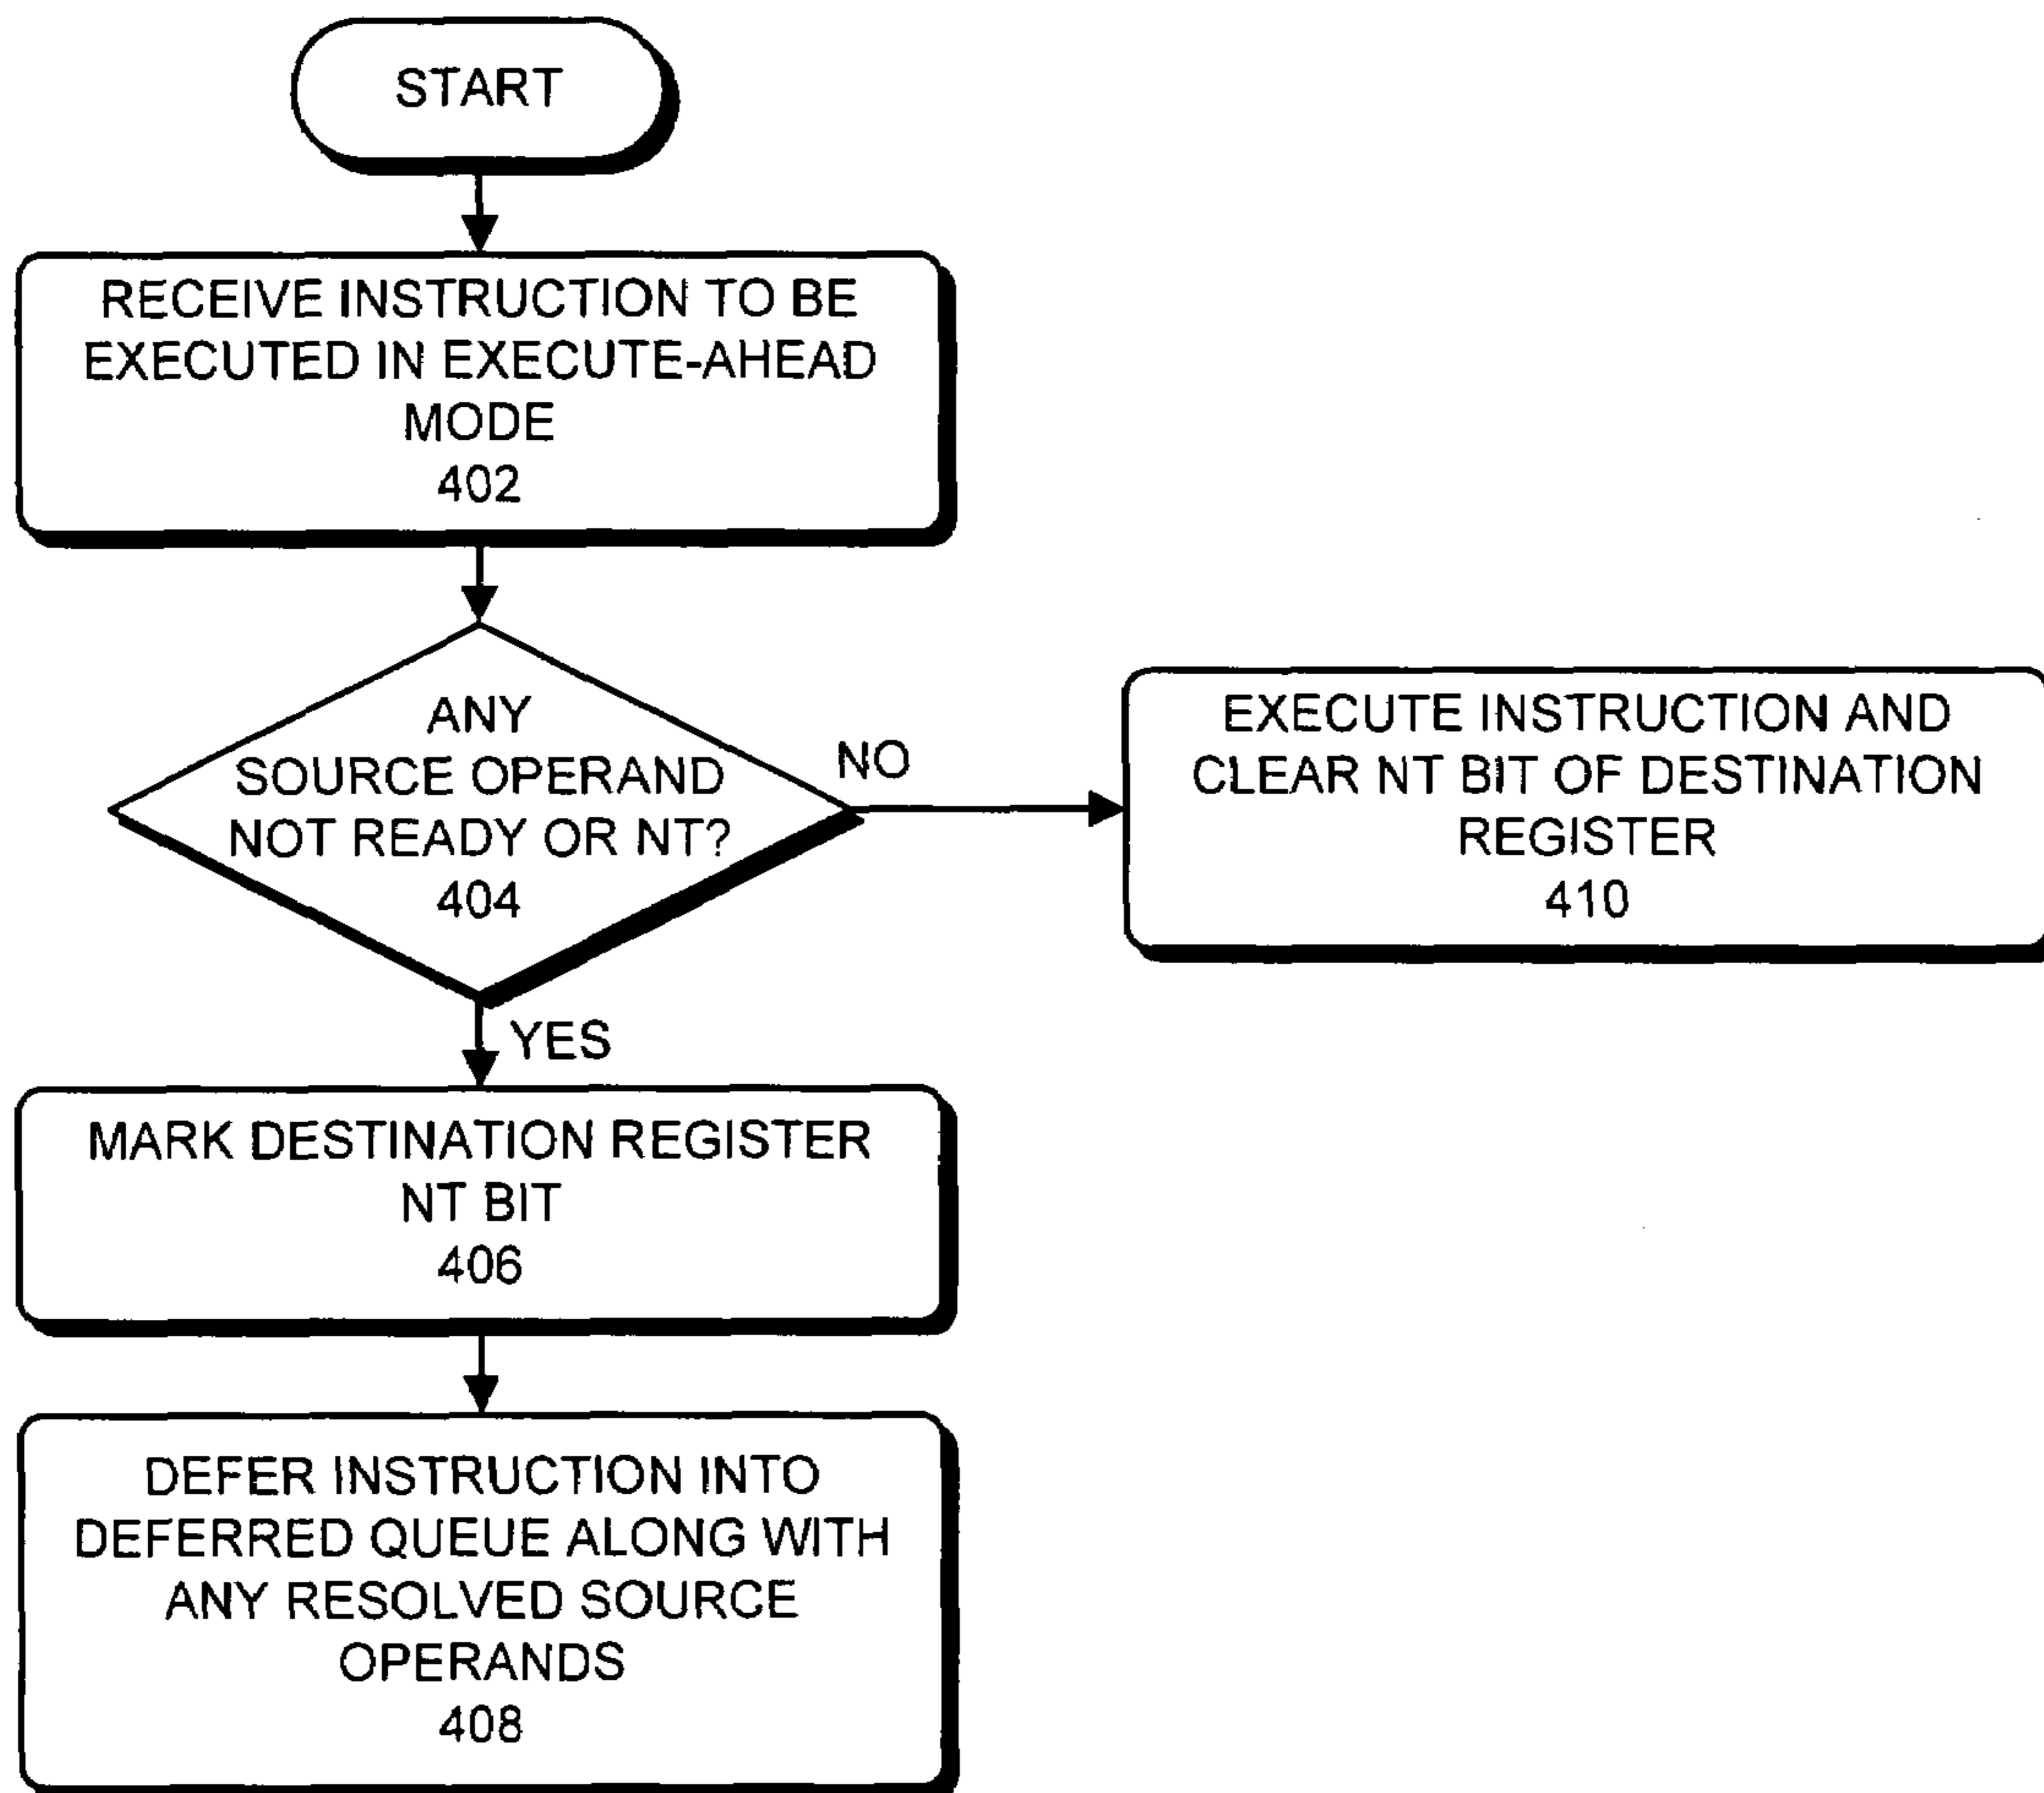 START
RECEIVE INSTRUCTION TO BE
EXECUTED IN EXECUTE-AHEAD
MODE
402
ANY
SOURCE OPERAND
NOT READY OR NT?
404
NO
EXECUTE INSTRUCTION AND
CLEAR NT BIT OF DESTINATION
REGISTER
410
YES
MARK DESTINATION REGISTER
NT BIT
406
DEFER INSTRUCTION INTO
DEFERRED QUEUE ALONG WITH
ANY RESOLVED SOURCE
OPERANDS
408